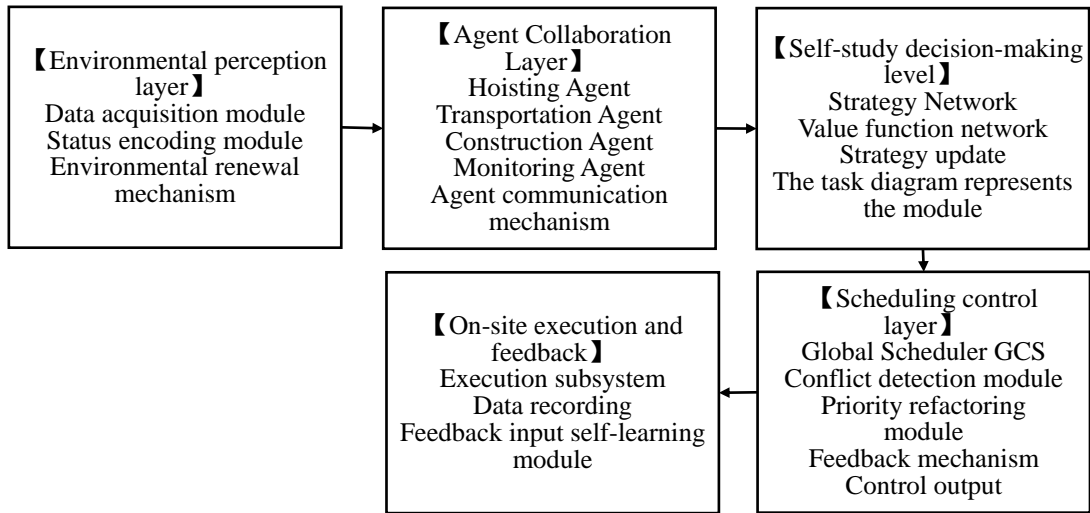 【Environmental perception
layer】
Data acquisition module
Status encoding module
Environmental renewal
mechanism
【Agent Collaboration
Layer】
Hoisting Agent
Transportation Agent
Construction Agent
Monitoring Agent
Agent communication
mechanism
【Self-study decision-making
level】
Strategy Network
Value function network
Strategy update
The task diagram represents
the module
【Scheduling control
layer】
Global Scheduler GCS
Conflict detection module
Priority refactoring
module
Feedback mechanism
Control output
【On-site execution and
feedback】
Execution subsystem
Data recording
Feedback input self-learning
module